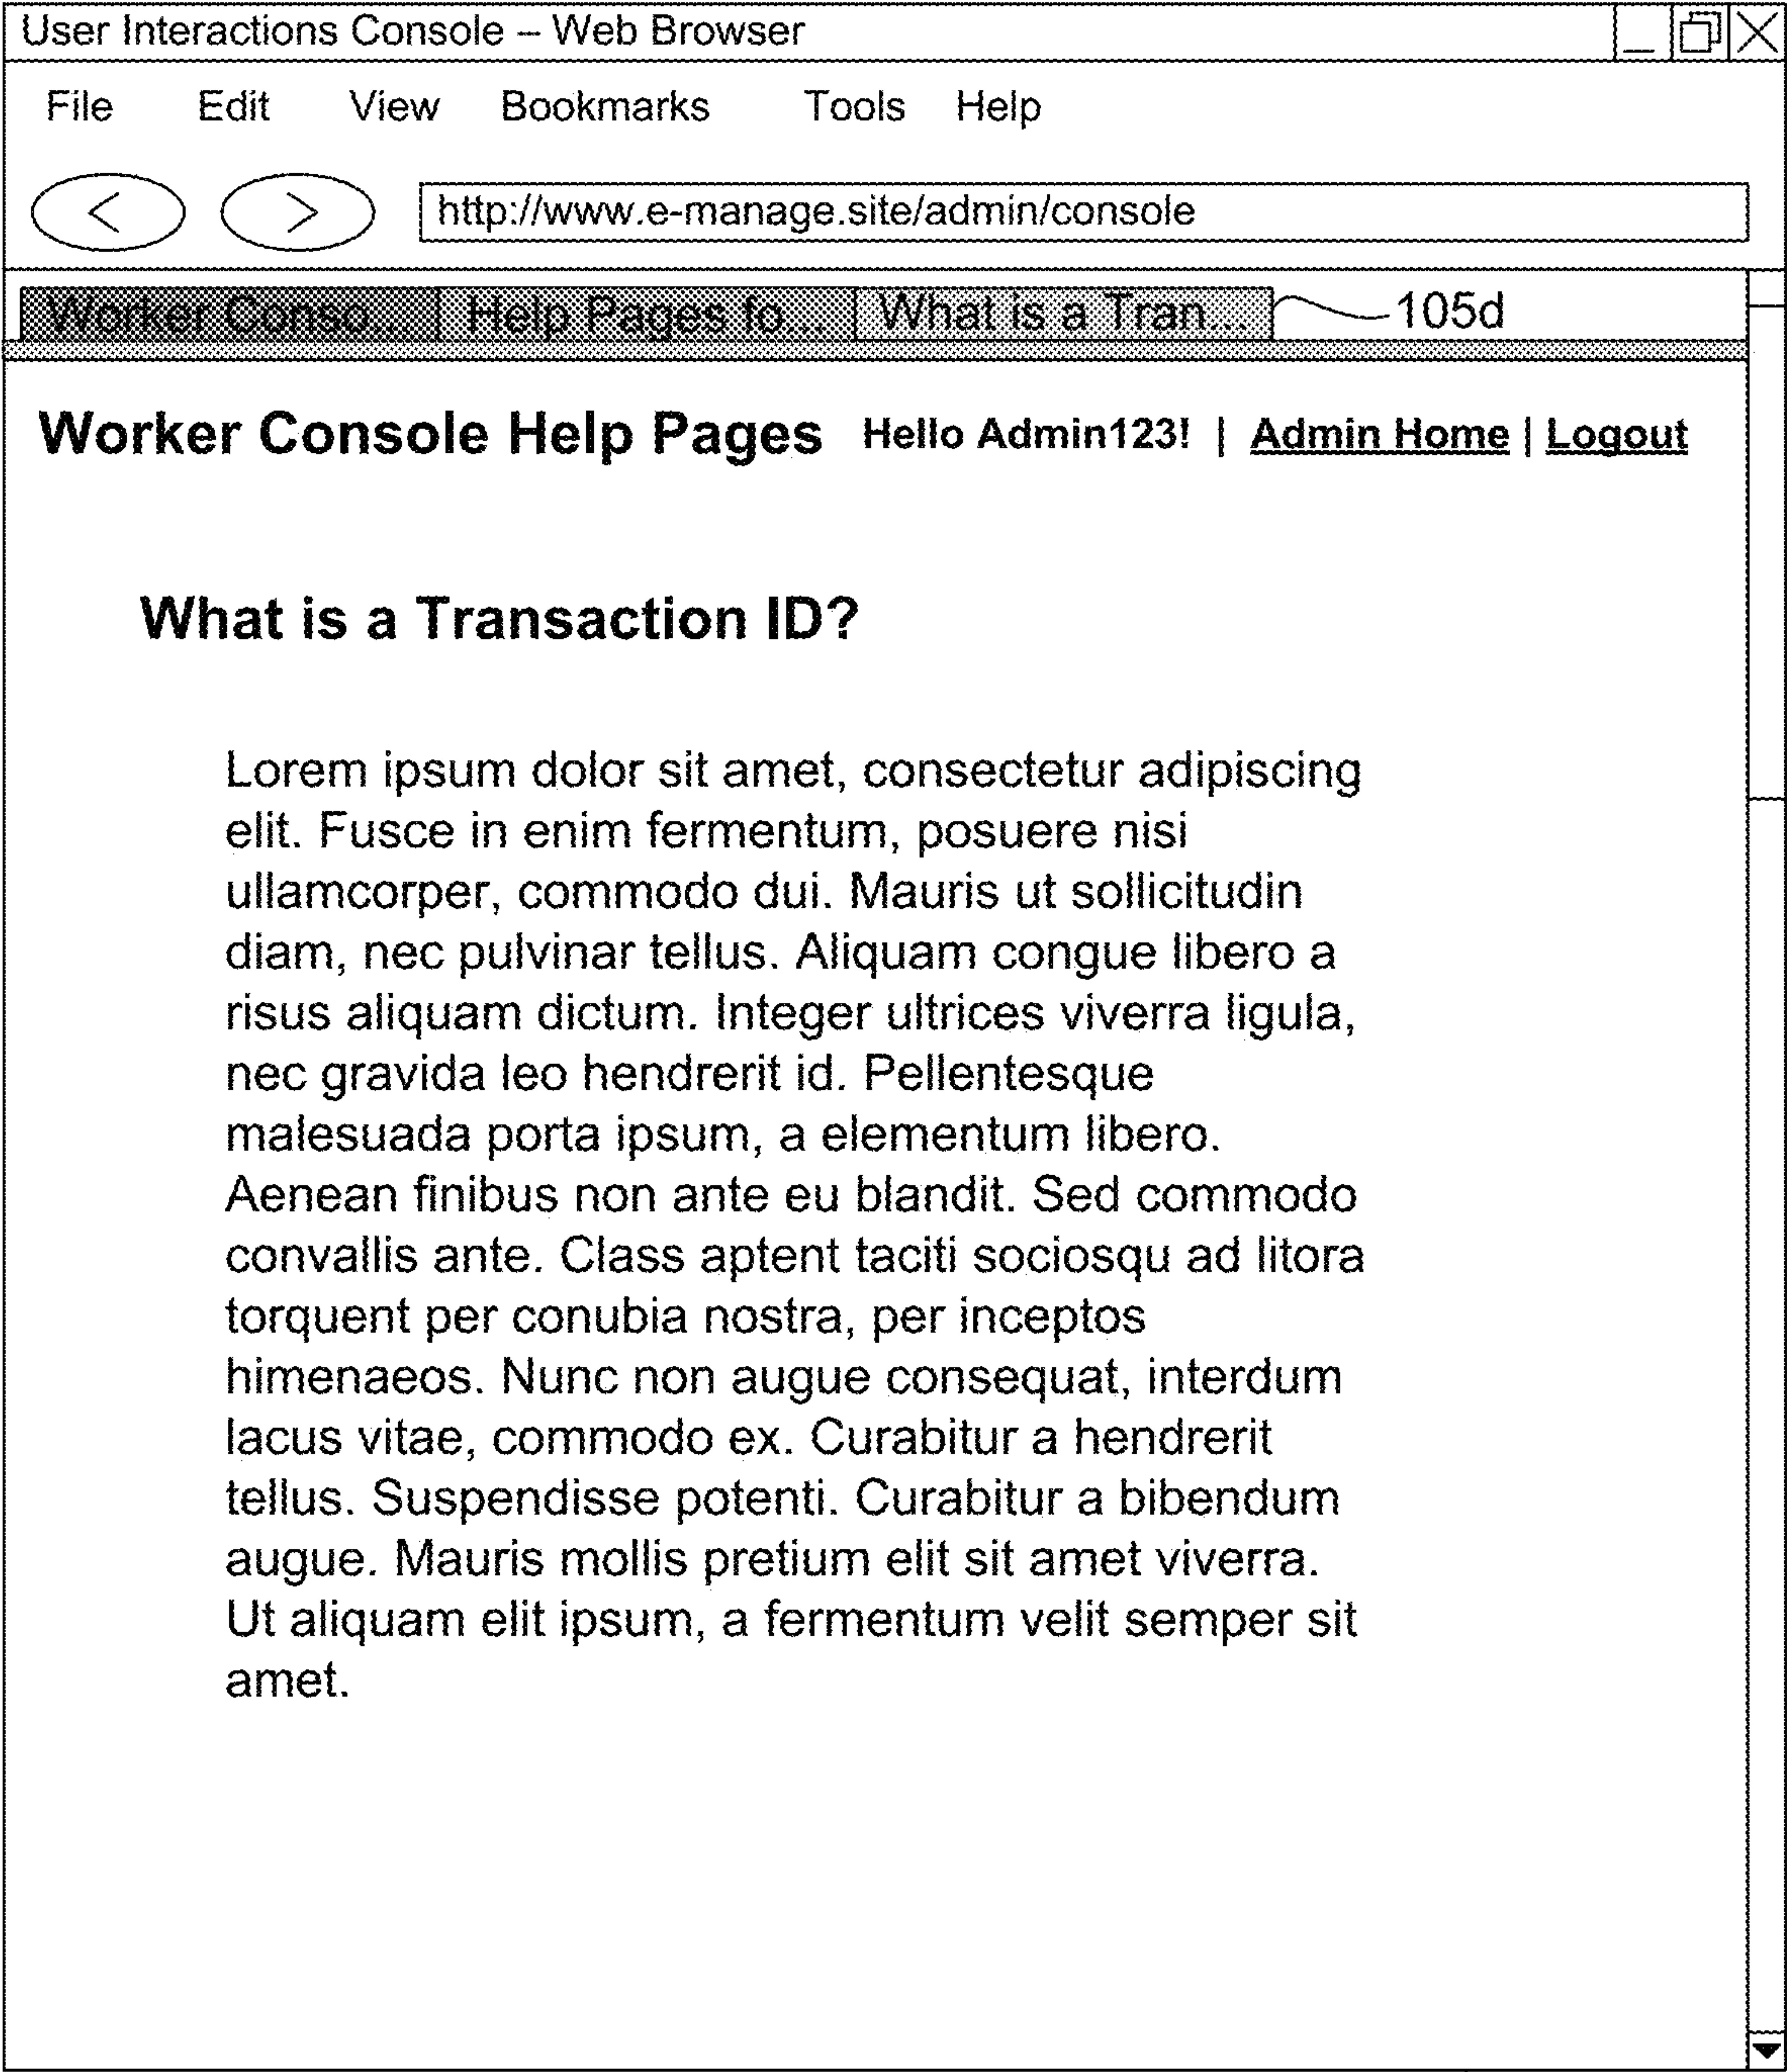 User Interactions Console – Web Browser
File Edit View Bookmarks Tools Help
< > http://www.e-manage.site/admin/console
Worker Conso... Help Pages fo... What is a Tran... 105d
Worker Console Help Pages Hello Admin123! | Admin Home | Logout
What is a Transaction ID?
Lorem ipsum dolor sit amet, consectetur adipiscing
elit. Fusce in enim fermentum, posuere nisi
ullamcorper, commodo dui. Mauris ut sollicitudin
diam, nec pulvinar tellus. Aliquam congue libero a
risus aliquam dictum. Integer ultrices viverra ligula,
nec gravida leo hendrerit id. Pellentesque
malesuada porta ipsum, a elementum libero.
Aenean finibus non ante eu blandit. Sed commodo
convallis ante. Class aptent taciti sociosqu ad litora
torquent per conubia nostra, per inceptos
himenaeos. Nunc non augue consequat, interdum
lacus vitae, commodo ex. Curabitur a hendrerit
tellus. Suspendisse potenti. Curabitur a bibendum
augue. Mauris mollis pretium elit sit amet viverra.
Ut aliquam elit ipsum, a fermentum velit semper sit
amet.